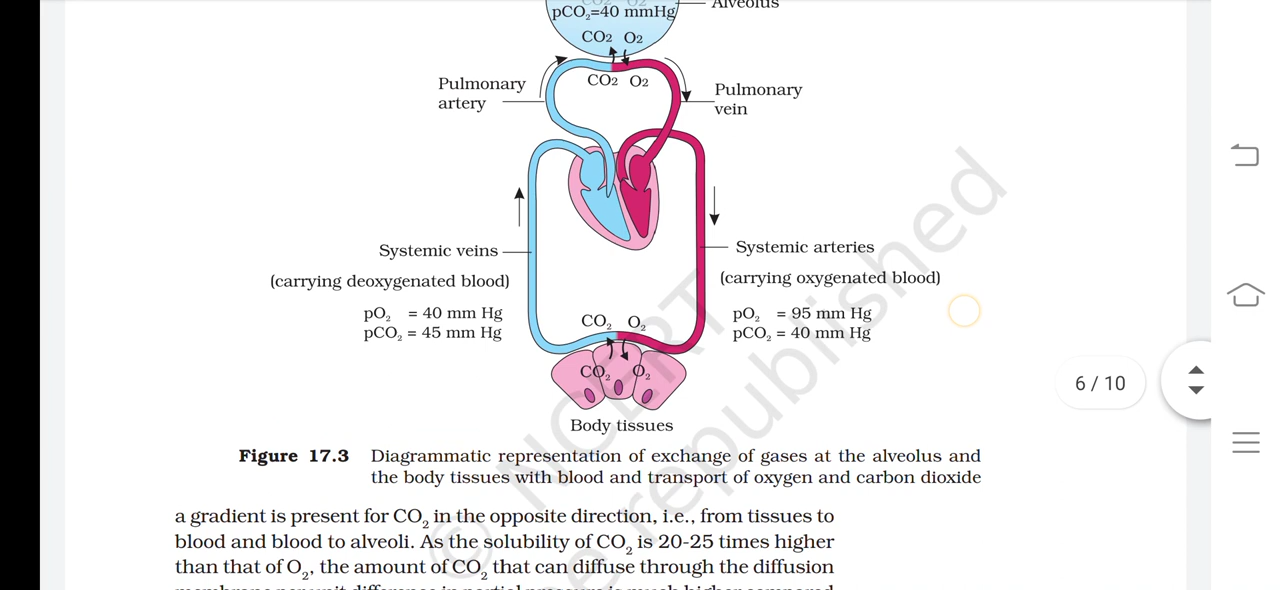 pCO₂=40 mmHg
Alveolus
CO2 O2
CO2 O2
Pulmonary
artery
Pulmonary
vein
Systemic veins
(carrying deoxygenated blood)
pO₂ = 40 mm Hg
pCO₂ = 45 mm Hg
Systemic arteries
(carrying oxygenated blood)
pO₂ = 95 mm Hg
pCO₂ = 40 mm Hg
CO₂ O₂
CO₂ O₂
Body tissues
6 / 10
Figure 17.3 Diagrammatic representation of exchange of gases at the alveolus and
the body tissues with blood and transport of oxygen and carbon dioxide
a gradient is present for CO₂ in the opposite direction, i.e., from tissues to
blood and blood to alveoli. As the solubility of CO₂ is 20-25 times higher
than that of O₂, the amount of CO₂ that can diffuse through the diffusion
© NCERT
republished